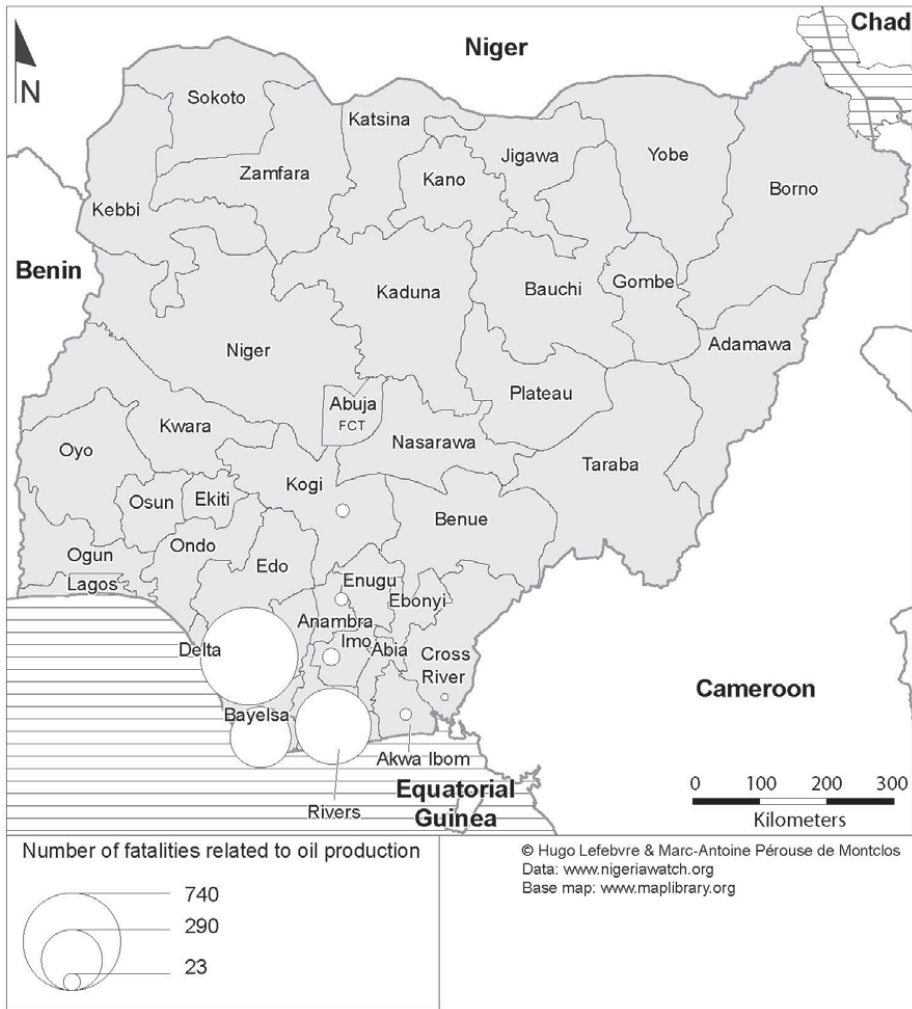 Chad
Niger
N
Sokoto
Katsina
Jigawa
Yobe
Zamfara
Kano
Borno
Kebbi
Benin
Kaduna
Bauchi
Gombe
Niger
Adamawa
Abuja
FCT
Plateau
Kwara
Nasarawa
Oyo
Taraba
Kogi
Osun
Ekiti
Benue
Ogun
Ondo
Edo
Lagos
Enugu
Ebonyi
Anambra
Imo
Abia
Delta
Cross
River
Cameroon
Bayelsa
Akwa Ibom
Rivers
Equatorial
Guinea
0 100 200 300
Kilometers
Number of fatalities related to oil production
740
290
23
© Hugo Lefebvre & Marc-Antoine Pérouse de Montclos
Data: www.nigeriawatch.org
Base map: www.maplibrary.org